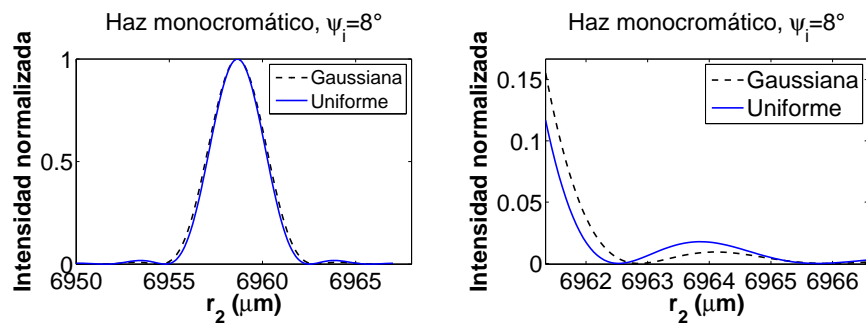 Haz monocromático, ψᵢ=8°
Intensidad normalizada
1
0.5
0
Gaussiana
Uniforme
6950 6955 6960 6965
r₂ (μm)
Haz monocromático, ψᵢ=8°
Intensidad normalizada
0.15
0.1
0.05
0
Gaussiana
Uniforme
6962 6963 6964 6965 6966
r₂ (μm)